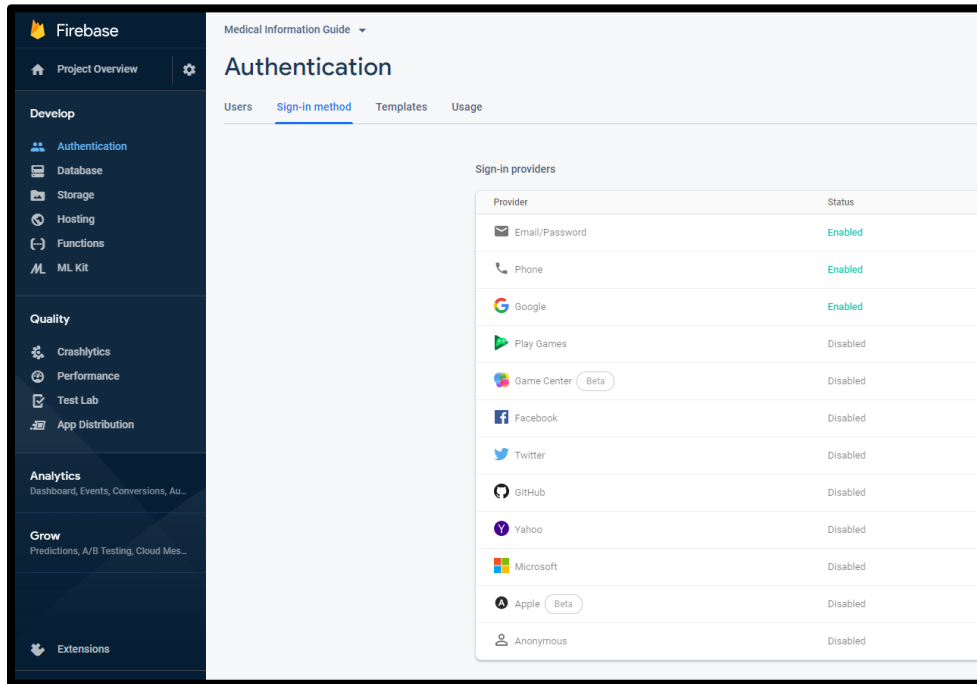 Firebase
Project Overview
Develop
Authentication
Database
Storage
Hosting
Functions
ML Kit
Quality
Crashlytics
Performance
Test Lab
App Distribution
Analytics
Dashboard, Events, Conversions, Au...
Grow
Predictions, A/B Testing, Cloud Mes...
Extensions
Medical Information Guide
Authentication
Users Sign-in method Templates Usage
Sign-in providers
Provider Status
Email/Password Enabled
Phone Enabled
Google Enabled
Play Games Disabled
Game Center Beta Disabled
Facebook Disabled
Twitter Disabled
GitHub Disabled
Yahoo Disabled
Microsoft Disabled
Apple Beta Disabled
Anonymous Disabled